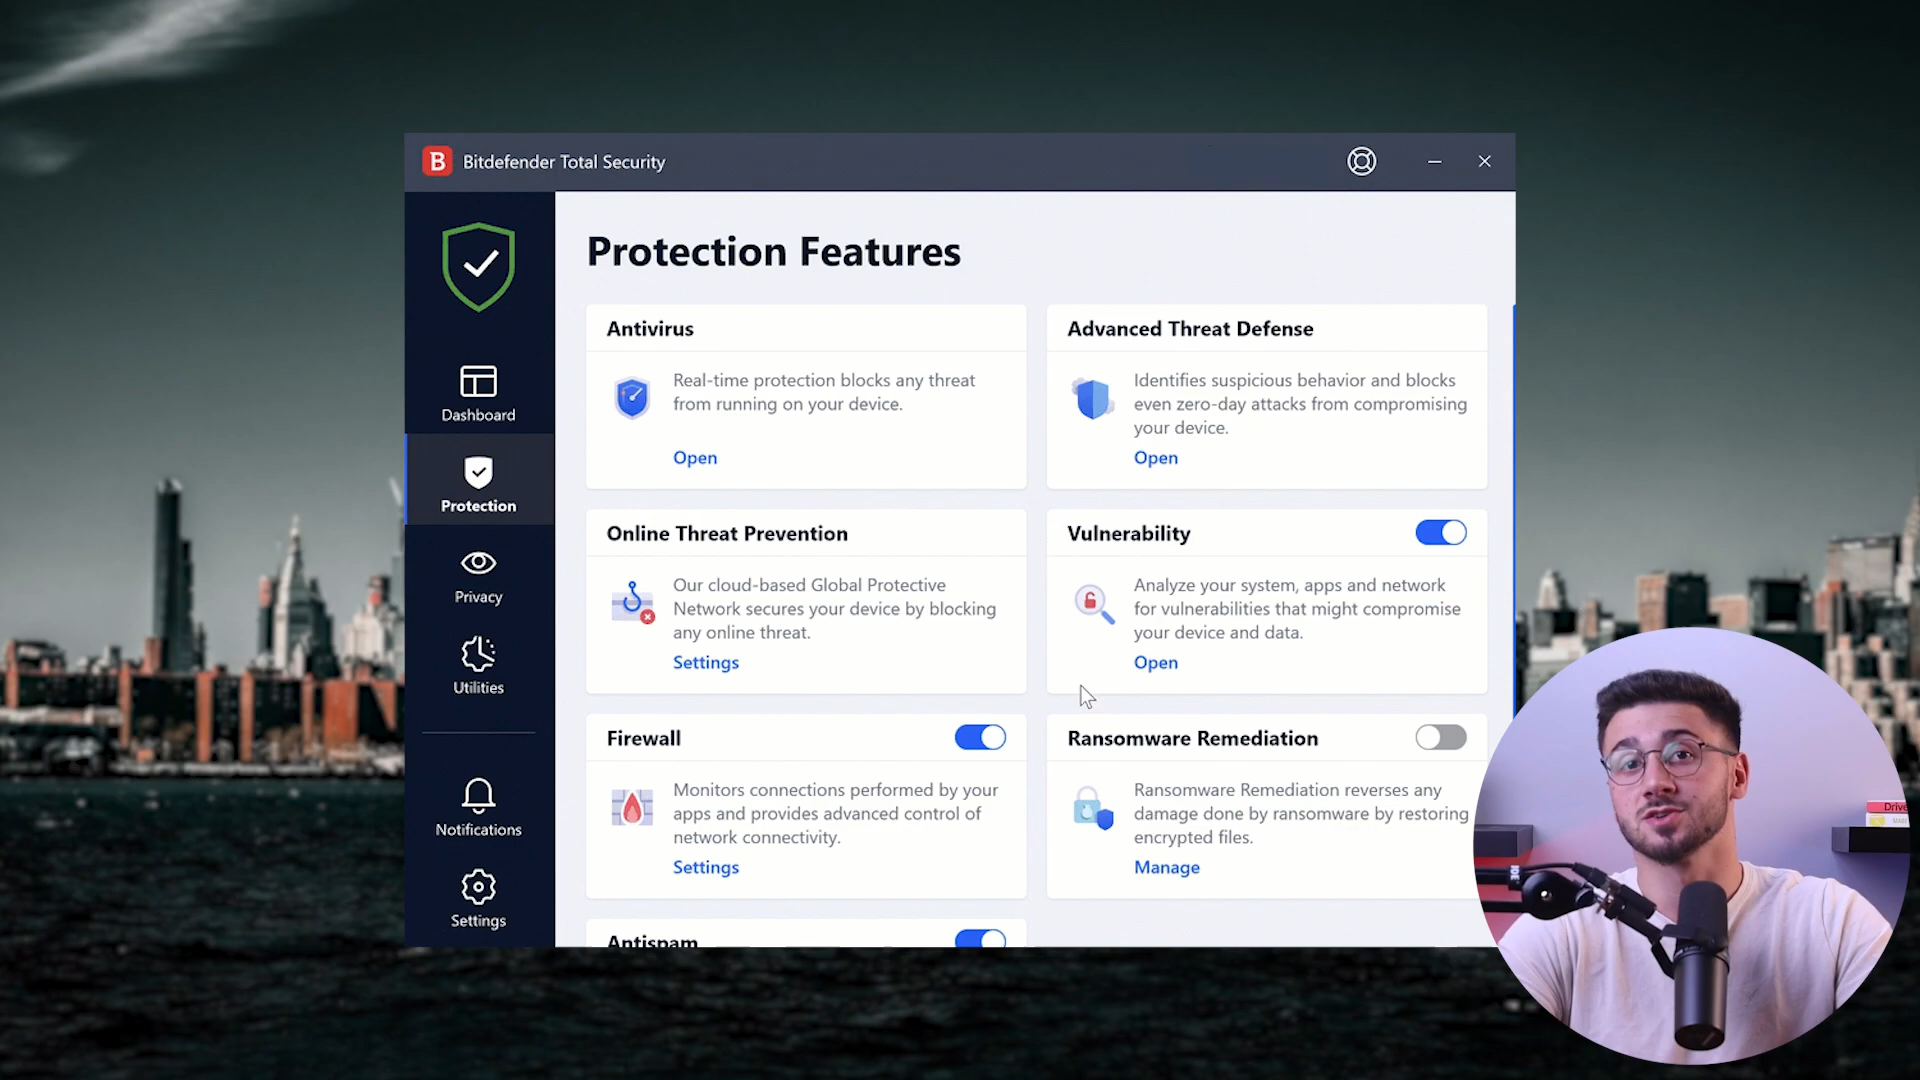 B Bitdefender Total Security
Protection Features
Dashboard
Protection
Privacy
Utilities
Notifications
Settings
Antivirus
Real-time protection blocks any threat
from running on your device.
Open
Advanced Threat Defense
Identifies suspicious behavior and blocks
even zero-day attacks from compromising
your device.
Open
Online Threat Prevention
Our cloud-based Global Protective
Network secures your device by blocking
any online threat.
Settings
Vulnerability
Analyze your system, apps and network
for vulnerabilities that might compromise
your device and data.
Open
Firewall
Monitors connections performed by your
apps and provides advanced control of
network connectivity.
Settings
Ransomware Remediation
Ransomware Remediation reverses any
damage done by ransomware by restoring
encrypted files.
Manage
Antispam
Drive